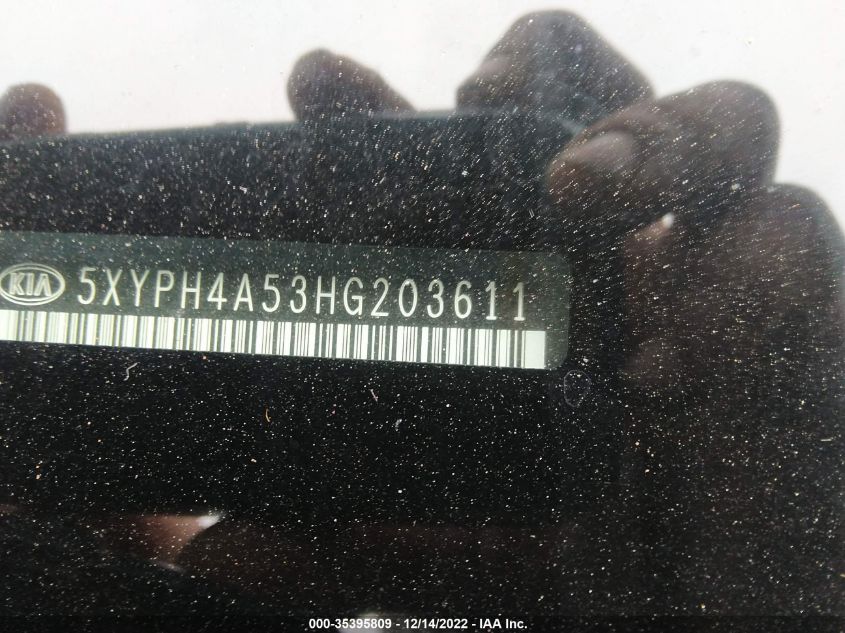 KIA 5XYPH4A53HG203611
000-35395809 - 12/14/2022 - IAA Inc.